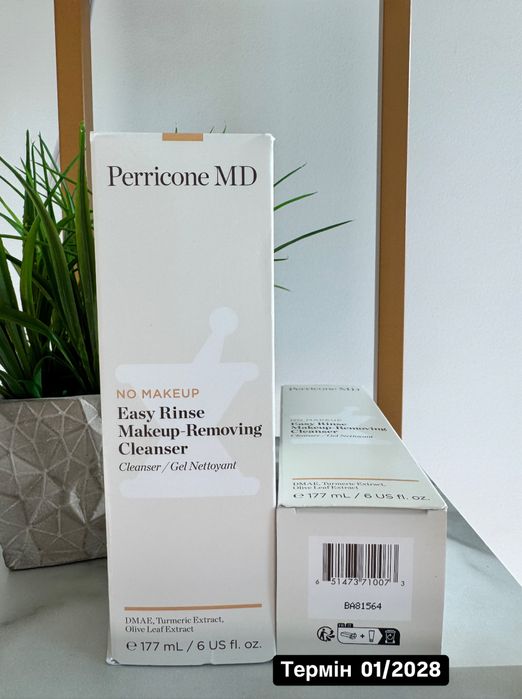 Perricone MD
NO MAKEUP
Easy Rinse
Makeup-Removing
Cleanser
Cleanser / Gel Nettoyant
DMAE, Turmeric Extract,
Olive Leaf Extract
℮ 177 mL / 6 US fl. oz.
Perricone MD
NO MAKEUP
Easy Rinse
Makeup-Removing
Cleanser
Cleanser / Gel Nettoyant
DMAE, Turmeric Extract,
Olive Leaf Extract
℮ 177 mL / 6 US fl. oz.
6 51473 71007 3
BA81564
Термін 01/2028